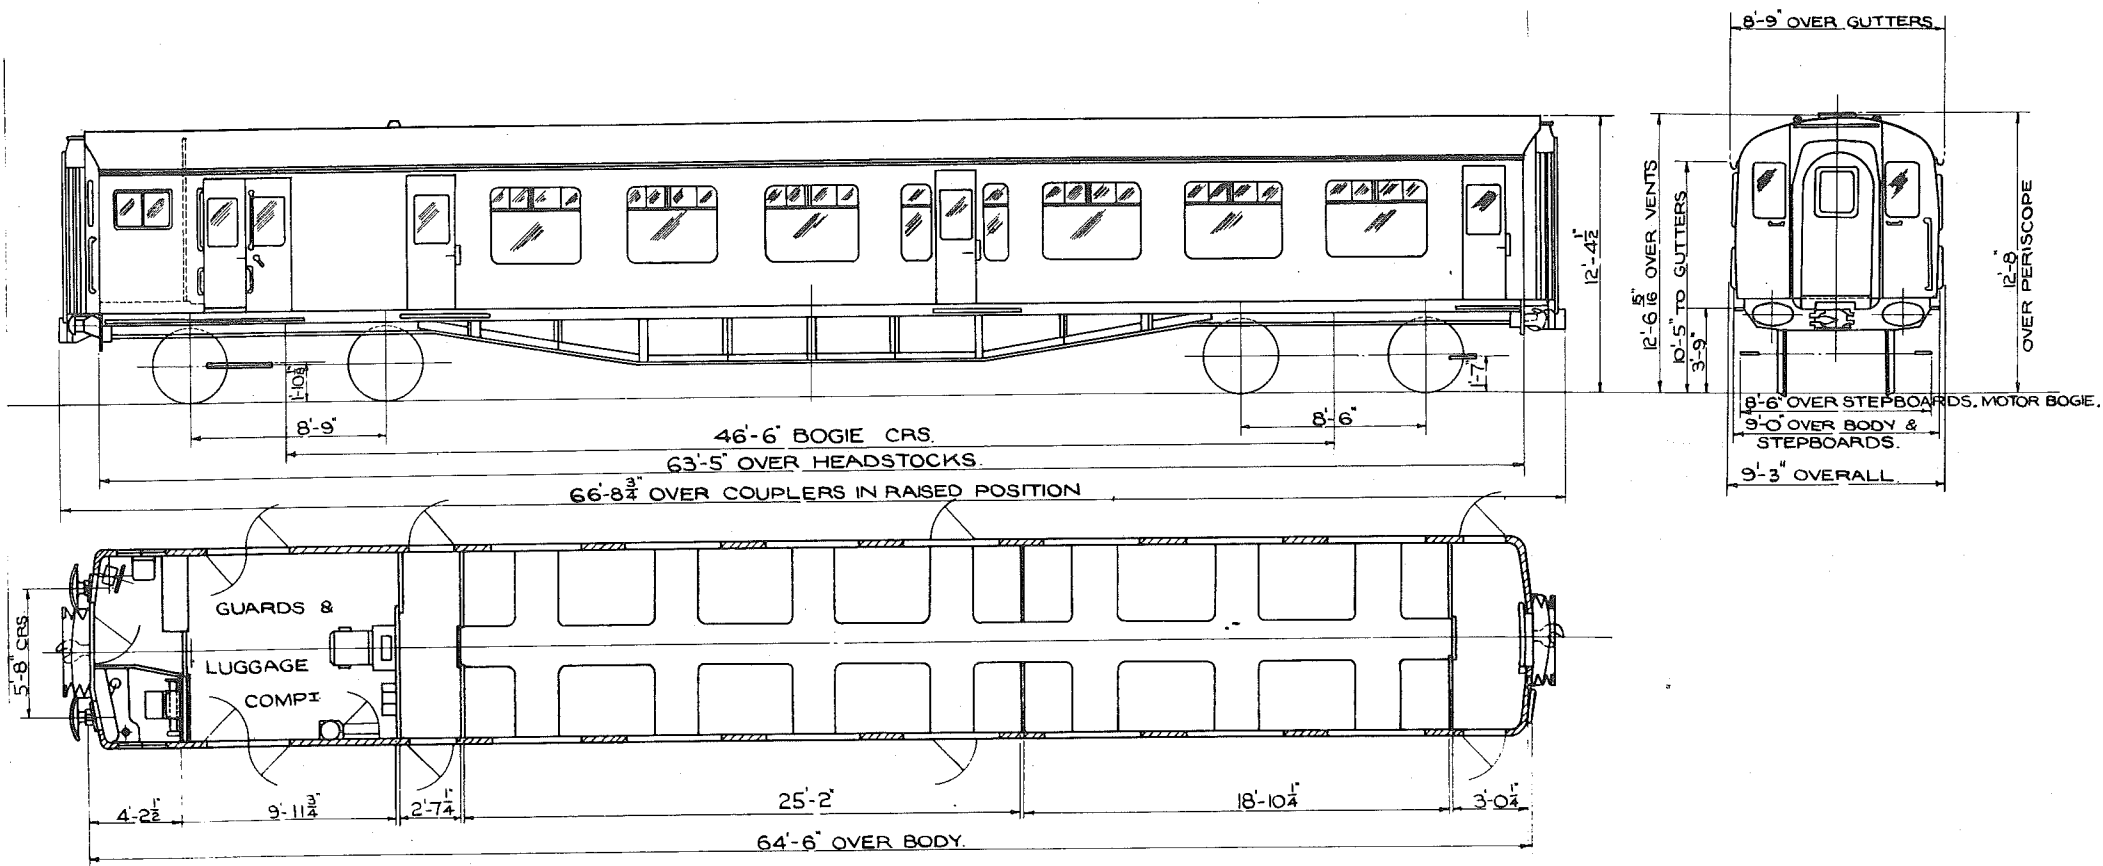 8'-9" OVER GUTTERS
12'-4 1/2"
12'-6 15/16" OVER VENTS
10'-5" TO GUTTERS
3'-9"
12'-8"
OVER PERISCOPE
1'-7"
8'-9"
8'-6"
46'-6" BOGIE CRS.
63'-5" OVER HEADSTOCKS.
66'-8 3/4" OVER COUPLERS IN RAISED POSITION
8'-6" OVER STEPBOARDS. MOTOR BOGIE.
9'-0" OVER BODY &
STEPBOARDS.
9'-3" OVERALL
5'-8" CRS.
GUARDS &
LUGGAGE
COMPT
4'-2 1/2"
9'-11 3/4"
2'-7 1/4"
25'-2"
18'-10 1/4"
3'-0 1/4"
64'-6" OVER BODY.